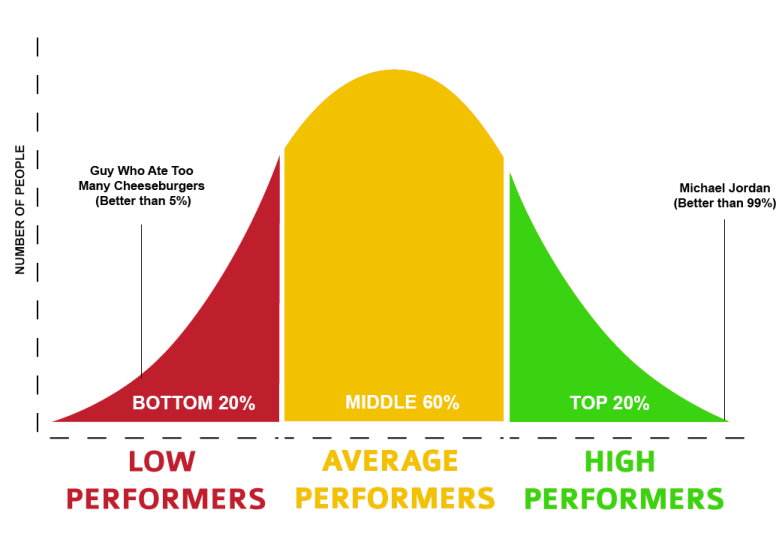 NUMBER OF PEOPLE
Guy Who Ate Too
Many Cheeseburgers
(Better than 5%)
Michael Jordan
(Better than 99%)
BOTTOM 20%
MIDDLE 60%
TOP 20%
LOW
PERFORMERS
AVERAGE
PERFORMERS
HIGH
PERFORMERS